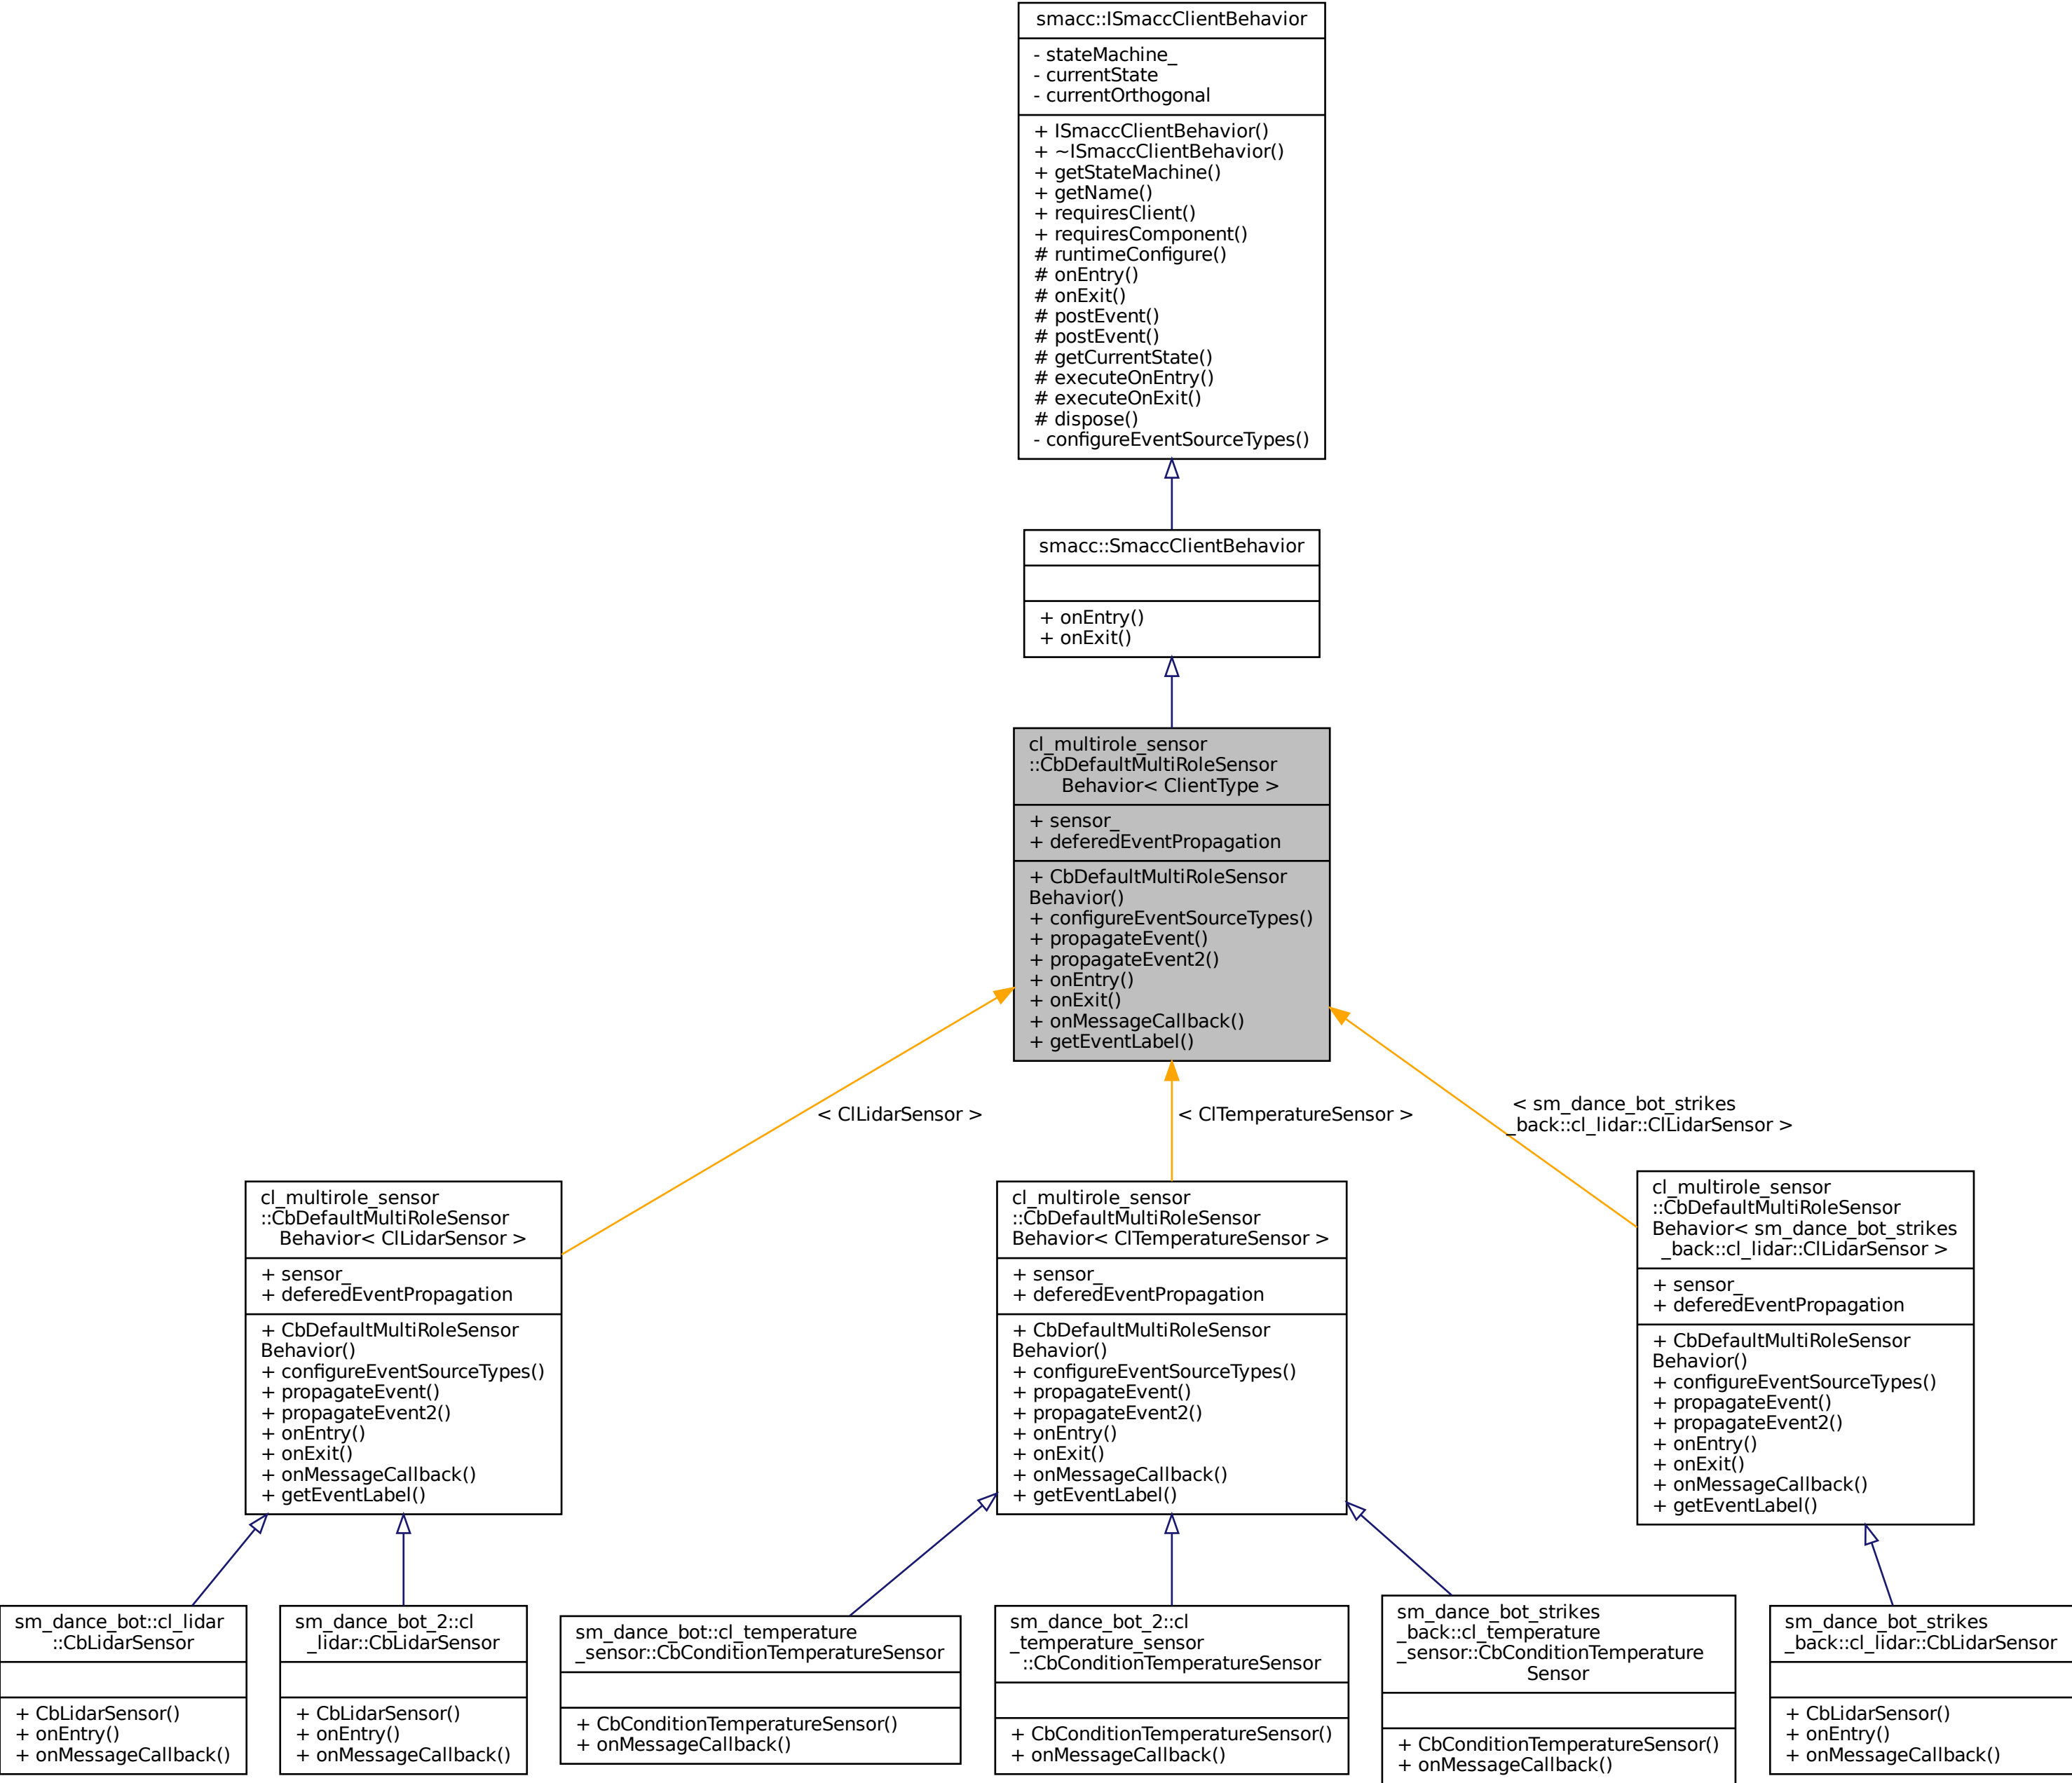 smacc::ISmaccClientBehavior
- stateMachine_
- currentState
- currentOrthogonal
+ ISmaccClientBehavior()
+ ~ISmaccClientBehavior()
+ getStateMachine()
+ getName()
+ requiresClient()
+ requiresComponent()
# runtimeConfigure()
# onEntry()
# onExit()
# postEvent()
# postEvent()
# getCurrentState()
# executeOnEntry()
# executeOnExit()
# dispose()
- configureEventSourceTypes()
smacc::SmaccClientBehavior
+ onEntry()
+ onExit()
cl_multirole_sensor
::CbDefaultMultiRoleSensor
Behavior< ClientType >
+ sensor_
+ deferedEventPropagation
+ CbDefaultMultiRoleSensor
Behavior()
+ configureEventSourceTypes()
+ propagateEvent()
+ propagateEvent2()
+ onEntry()
+ onExit()
+ onMessageCallback()
+ getEventLabel()
< ClLidarSensor >
< ClTemperatureSensor >
< sm_dance_bot_strikes
_back::cl_lidar::ClLidarSensor >
cl_multirole_sensor
::CbDefaultMultiRoleSensor
Behavior< ClLidarSensor >
+ sensor_
+ deferedEventPropagation
+ CbDefaultMultiRoleSensor
Behavior()
+ configureEventSourceTypes()
+ propagateEvent()
+ propagateEvent2()
+ onEntry()
+ onExit()
+ onMessageCallback()
+ getEventLabel()
cl_multirole_sensor
::CbDefaultMultiRoleSensor
Behavior< ClTemperatureSensor >
+ sensor_
+ deferedEventPropagation
+ CbDefaultMultiRoleSensor
Behavior()
+ configureEventSourceTypes()
+ propagateEvent()
+ propagateEvent2()
+ onEntry()
+ onExit()
+ onMessageCallback()
+ getEventLabel()
cl_multirole_sensor
::CbDefaultMultiRoleSensor
Behavior< sm_dance_bot_strikes
_back::cl_lidar::ClLidarSensor >
+ sensor_
+ deferedEventPropagation
+ CbDefaultMultiRoleSensor
Behavior()
+ configureEventSourceTypes()
+ propagateEvent()
+ propagateEvent2()
+ onEntry()
+ onExit()
+ onMessageCallback()
+ getEventLabel()
sm_dance_bot::cl_lidar
::CbLidarSensor
+ CbLidarSensor()
+ onEntry()
+ onMessageCallback()
sm_dance_bot_2::cl
_lidar::CbLidarSensor
+ CbLidarSensor()
+ onEntry()
+ onMessageCallback()
sm_dance_bot::cl_temperature
_sensor::CbConditionTemperatureSensor
+ CbConditionTemperatureSensor()
+ onMessageCallback()
sm_dance_bot_2::cl
_temperature_sensor
::CbConditionTemperatureSensor
+ CbConditionTemperatureSensor()
+ onMessageCallback()
sm_dance_bot_strikes
_back::cl_temperature
_sensor::CbConditionTemperature
Sensor
+ CbConditionTemperatureSensor()
+ onMessageCallback()
sm_dance_bot_strikes
_back::cl_lidar::CbLidarSensor
+ CbLidarSensor()
+ onEntry()
+ onMessageCallback()